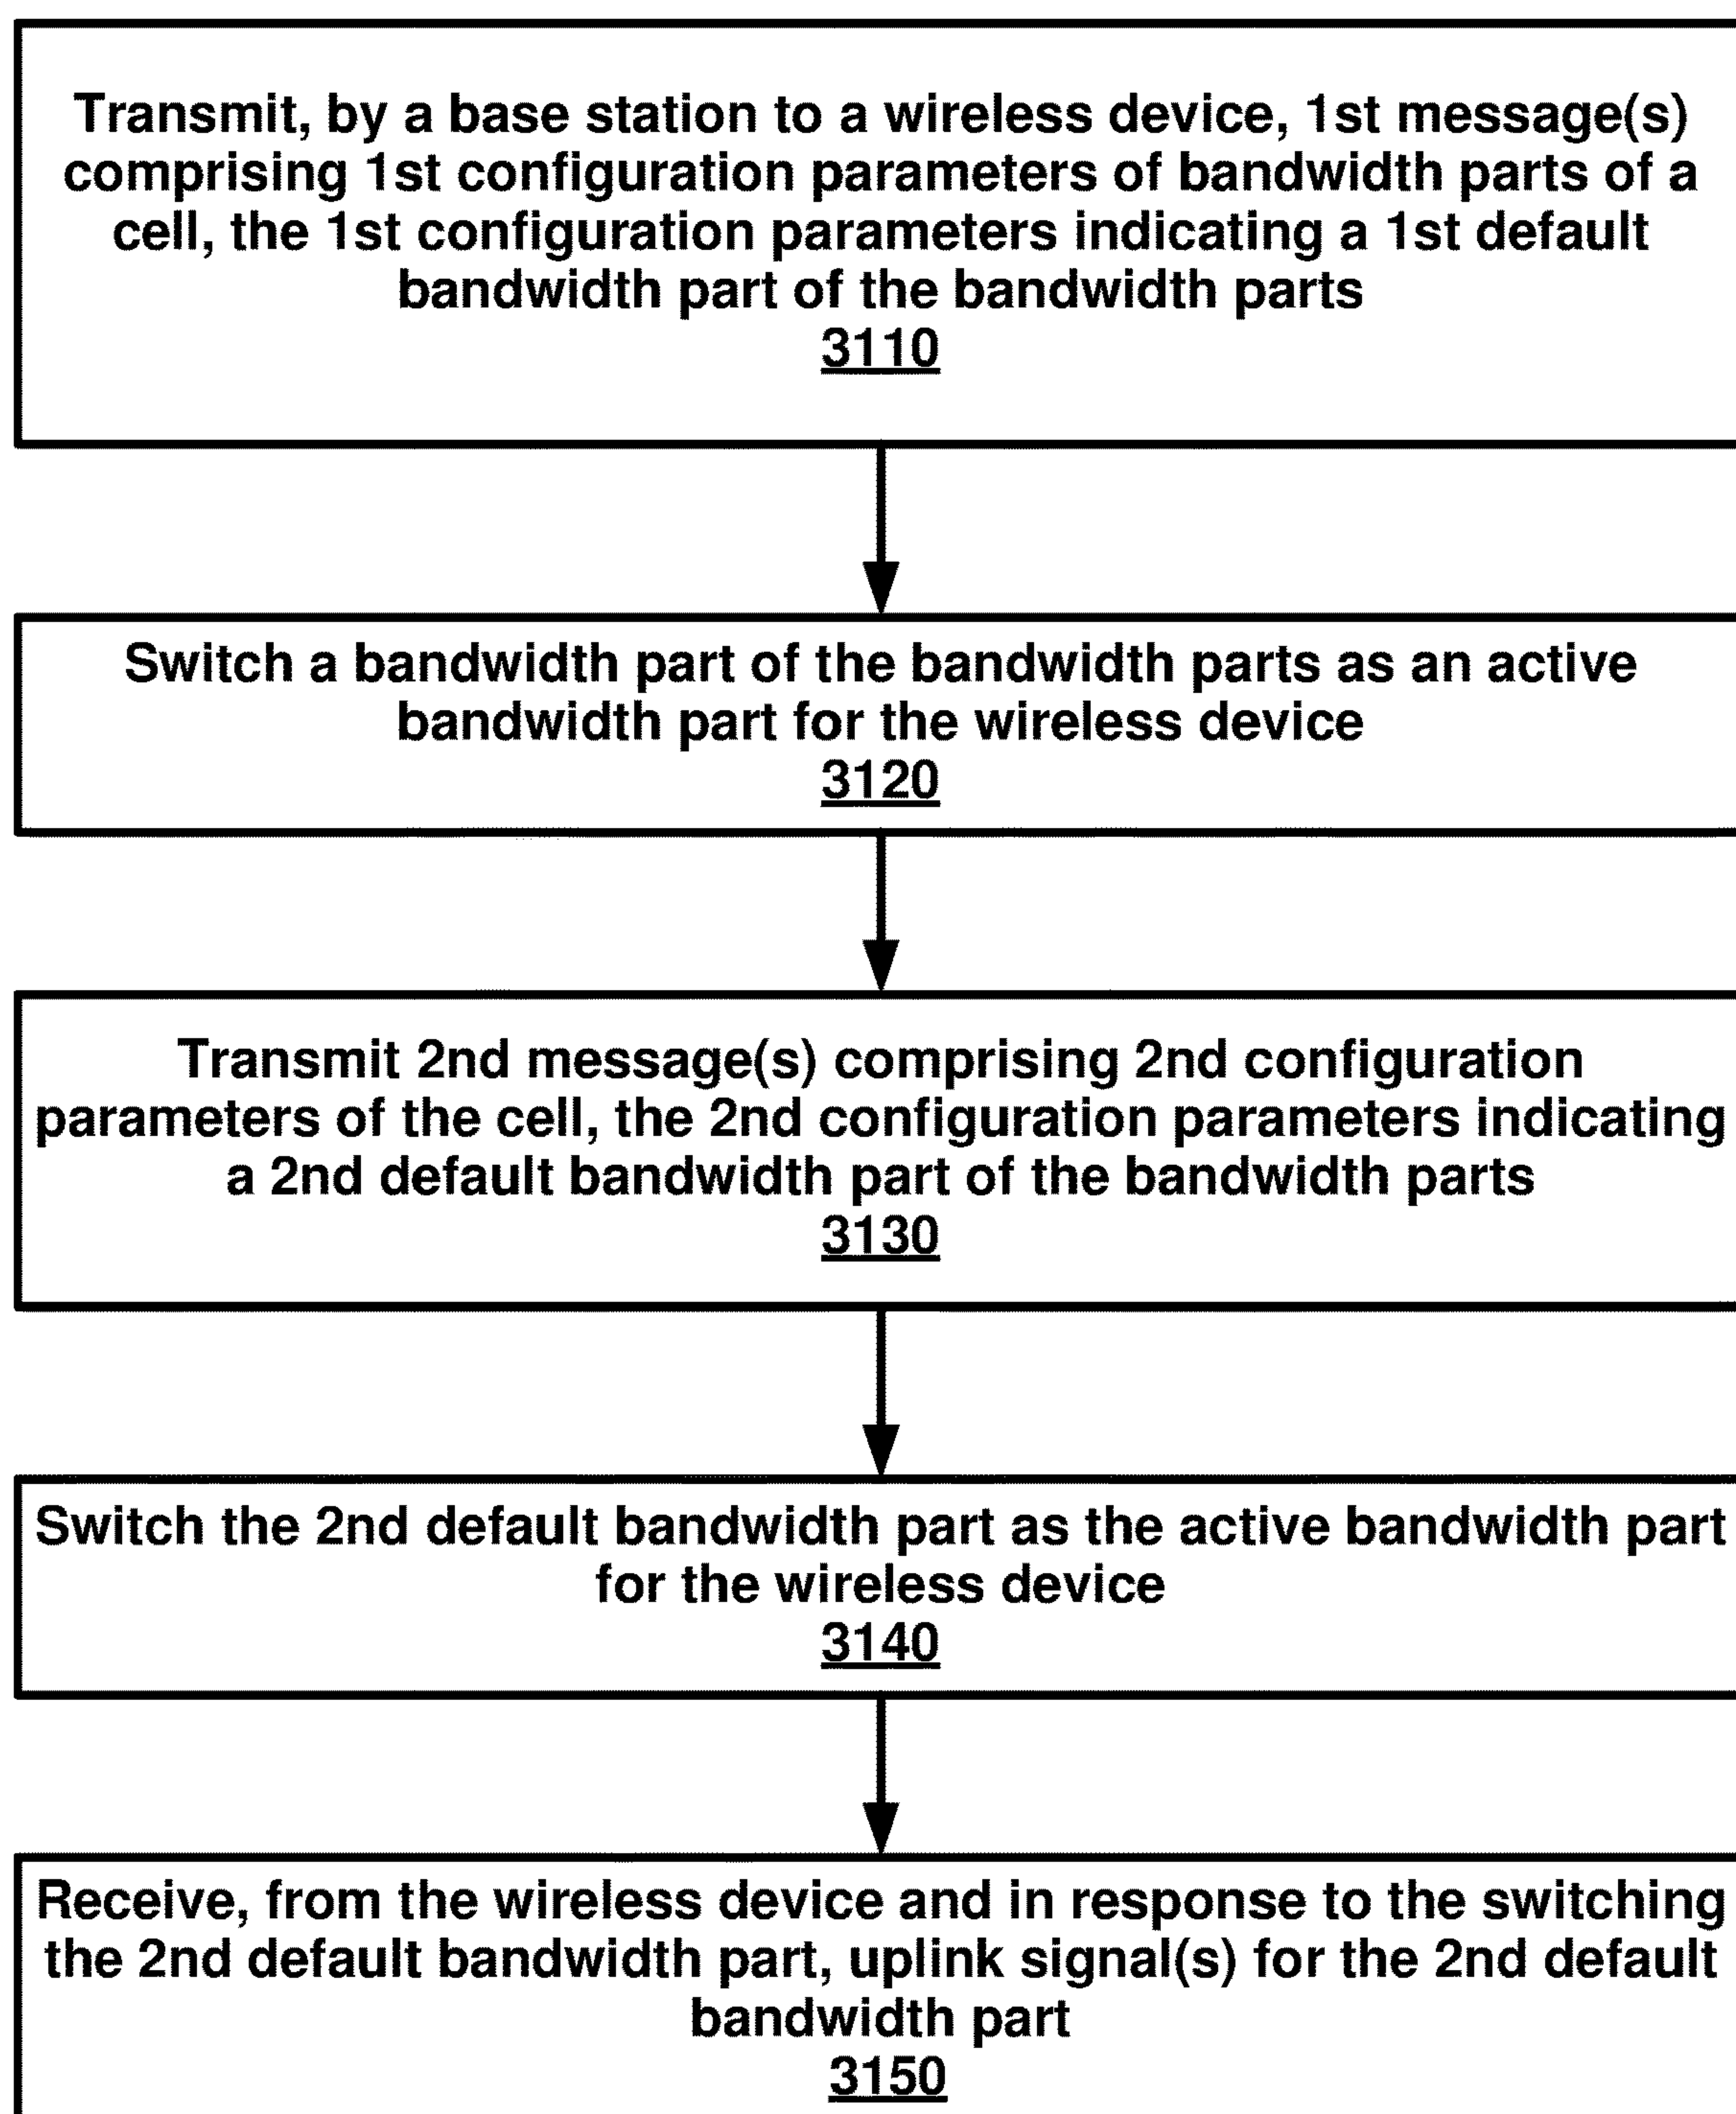 Transmit, by a base station to a wireless device, 1st message(s)
comprising 1st configuration parameters of bandwidth parts of a
cell, the 1st configuration parameters indicating a 1st default
bandwidth part of the bandwidth parts
3110
Switch a bandwidth part of the bandwidth parts as an active
bandwidth part for the wireless device
3120
Transmit 2nd message(s) comprising 2nd configuration
parameters of the cell, the 2nd configuration parameters indicating
a 2nd default bandwidth part of the bandwidth parts
3130
Switch the 2nd default bandwidth part as the active bandwidth part
for the wireless device
3140
Receive, from the wireless device and in response to the switching
the 2nd default bandwidth part, uplink signal(s) for the 2nd default
bandwidth part
3150